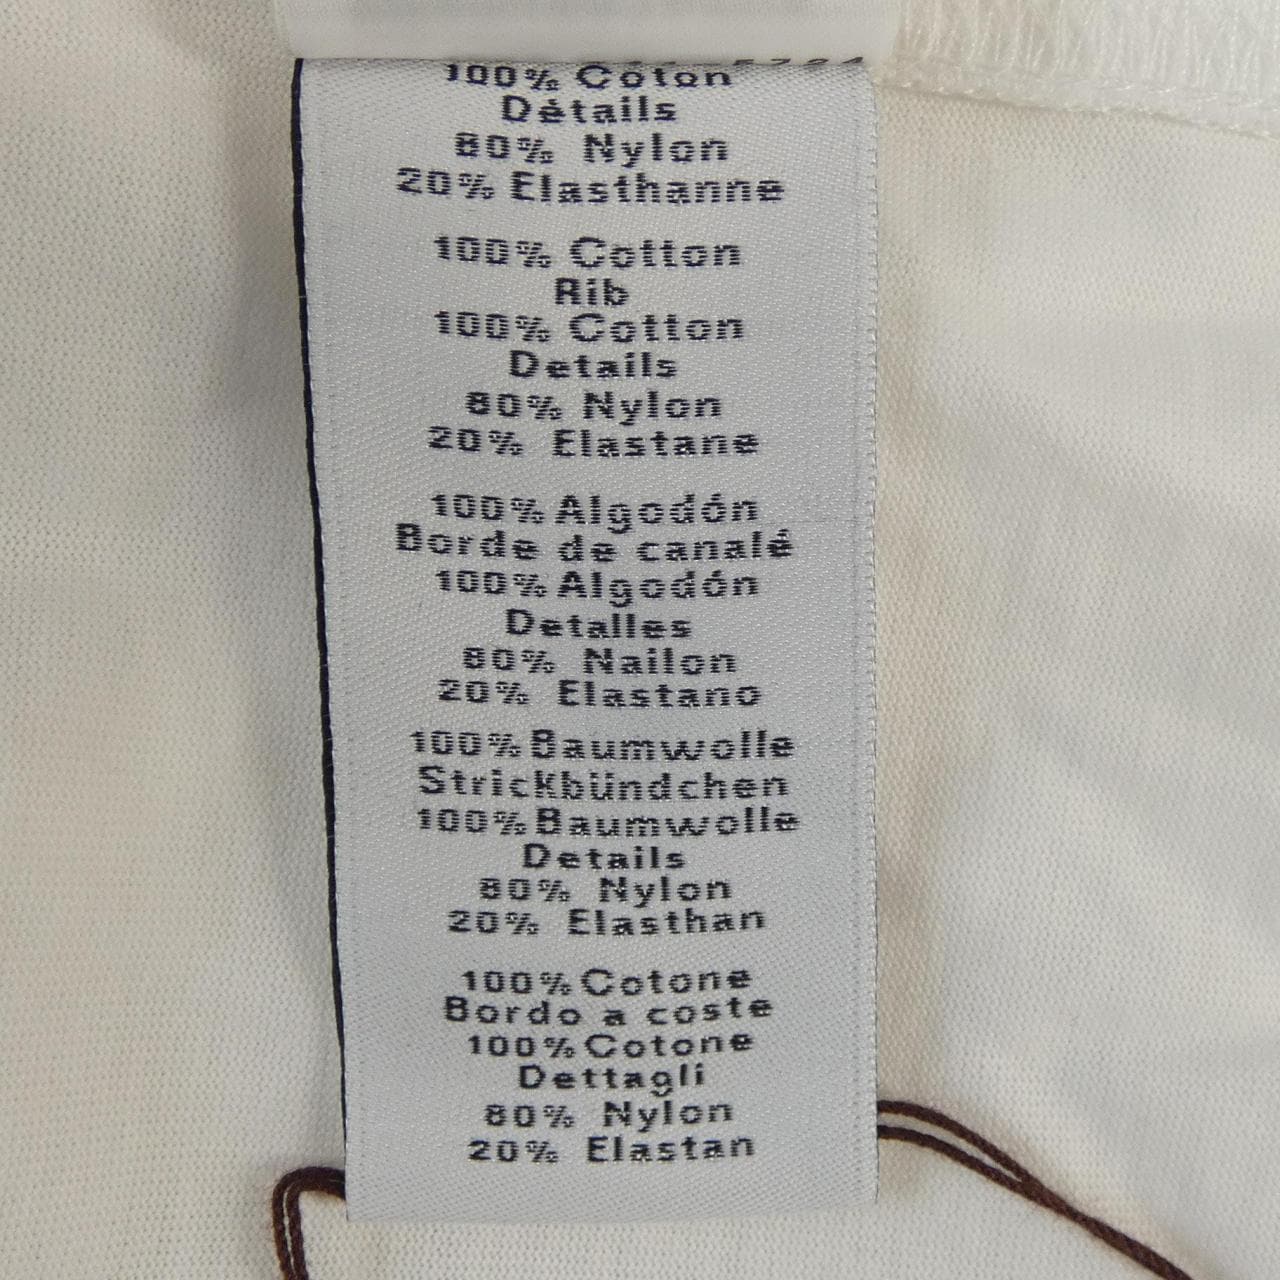 100% Coton
Détails
80% Nylon
20% Elasthanne
100% Cotton
Rib
100% Cotton
Details
80% Nylon
20% Elastane
100% Algodón
Borde de canalé
100% Algodón
Detalles
80% Nailon
20% Elastano
100% Baumwolle
Strickbündchen
100% Baumwolle
Details
80% Nylon
20% Elasthan
100% Cotone
Bordo a coste
100% Cotone
Dettagli
80% Nylon
20% Elastan